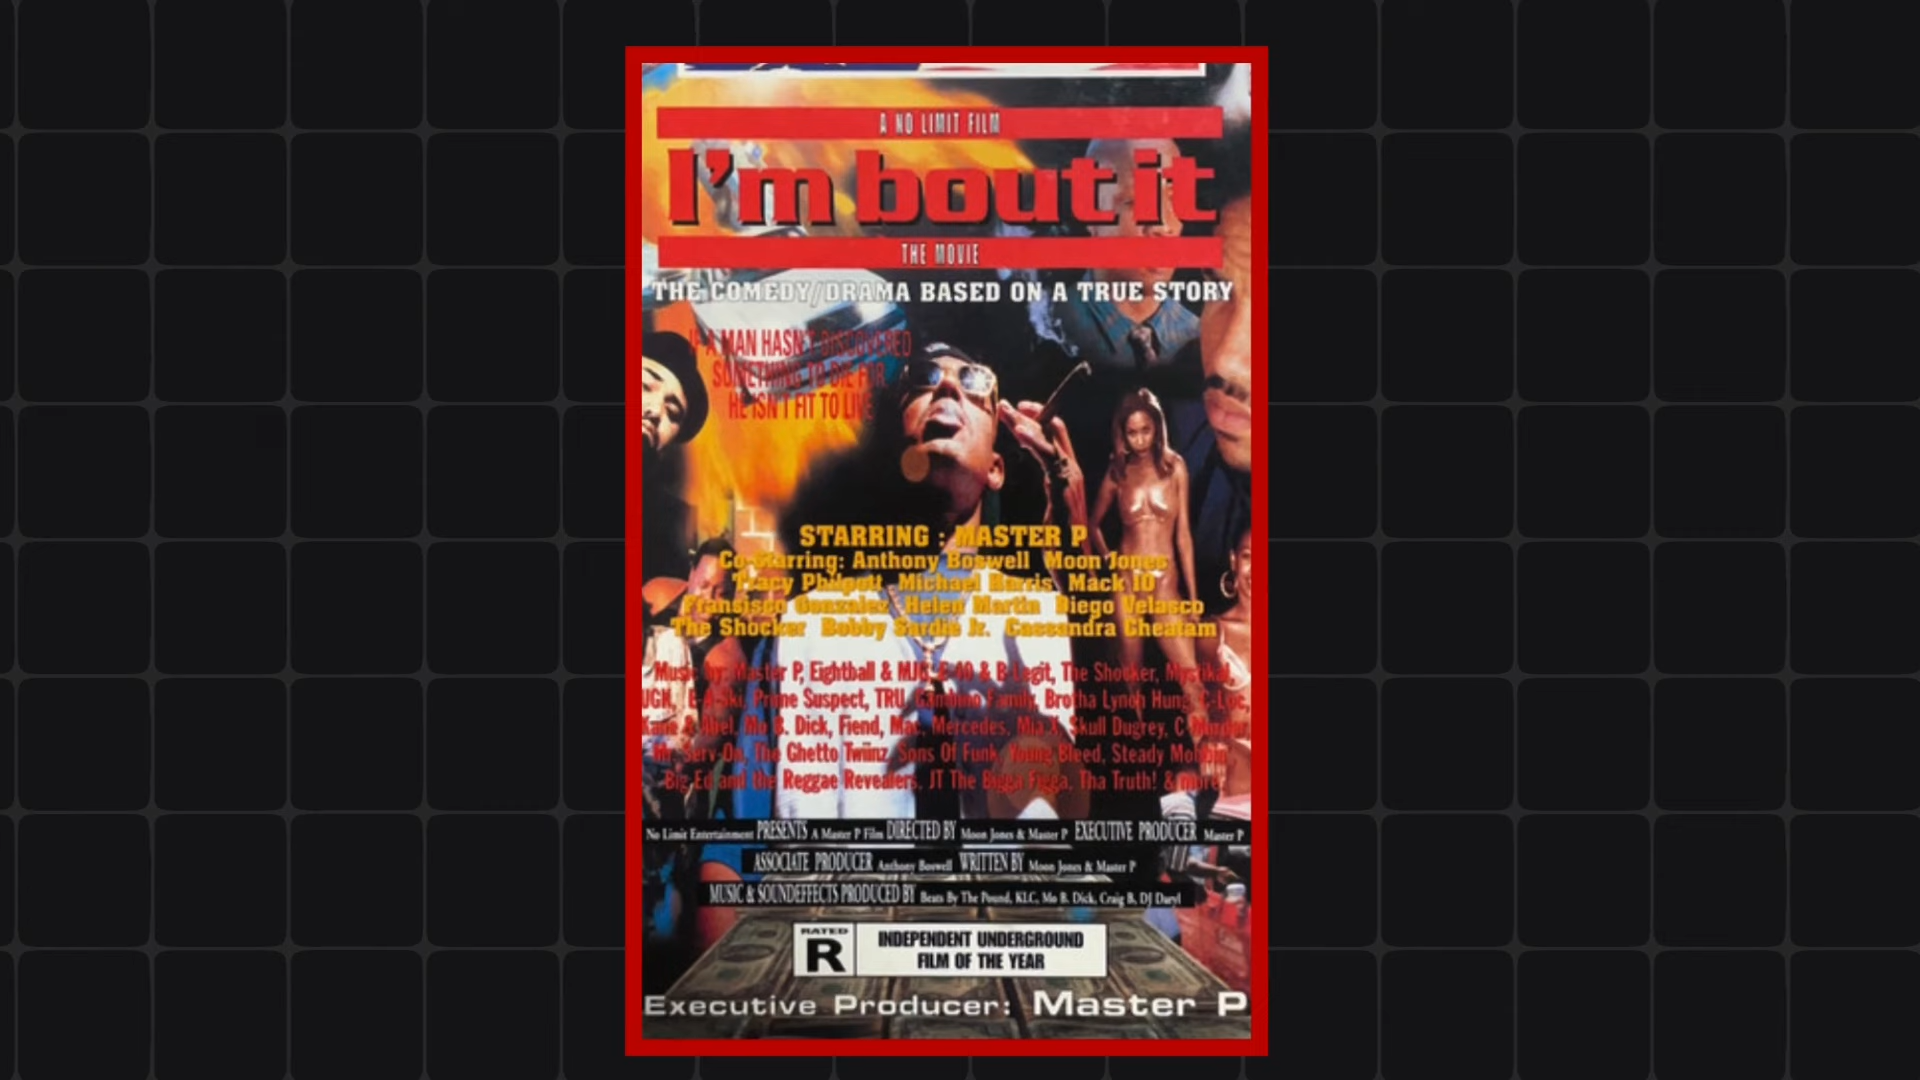 A NO LIMIT FILM
I'm bout it
THE MOVIE
THE COMEDY/DRAMA BASED ON A TRUE STORY
IF A MAN HASN'T DISCOVERED
SOMETHING TO DIE FOR
HE ISN'T FIT TO LIVE
STARRING : MASTER P
Co-Starring: Anthony Boswell Moon Jones
Tracy Philpott Michael Harris Mack 10
Fransisco Gonzalez Helen Martin Diego Velasco
The Shocker Bobby Sardie Jr. Cassandra Cheatam
Music by: Master P, Eightball & MJG, E-40 & B-Legit, The Shocker, Mystikal,
UGK, E-A-Ski, Prime Suspect, TRU, Gambino Family, Brotha Lynch Hung, C-Loc,
Kane & Abel, Mo B. Dick, Fiend, Mac, Mercedes, Mia X, Skull Dugrey, C-Murder
Mr. Serv-On, The Ghetto Twiinz, Sons Of Funk, Young Bleed, Steady Mobbin,
Big Ed and the Reggae Revealers, JT The Bigga Figga, Tha Truth! & more.
No Limit Entertainment PRESENTS A Master P Film DIRECTED BY Moon Jones & Master P EXECUTIVE PRODUCER Master P
ASSOCIATE PRODUCER Anthony Boswell WRITTEN BY Moon Jones & Master P
MUSIC & SOUNDEFFECTS PRODUCED BY Beats By The Pound, KLC, Mo B. Dick, Craig B, DJ Daryl
RATED
R
INDEPENDENT UNDERGROUND
FILM OF THE YEAR
Executive Producer: Master P